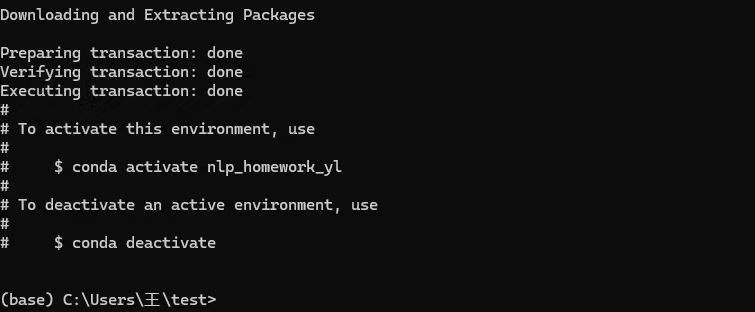 Downloading and Extracting Packages
Preparing transaction: done
Verifying transaction: done
Executing transaction: done
#
# To activate this environment, use
#
#     $ conda activate nlp_homework_yl
#
# To deactivate an active environment, use
#
#     $ conda deactivate
(base) C:\Users\王\test>